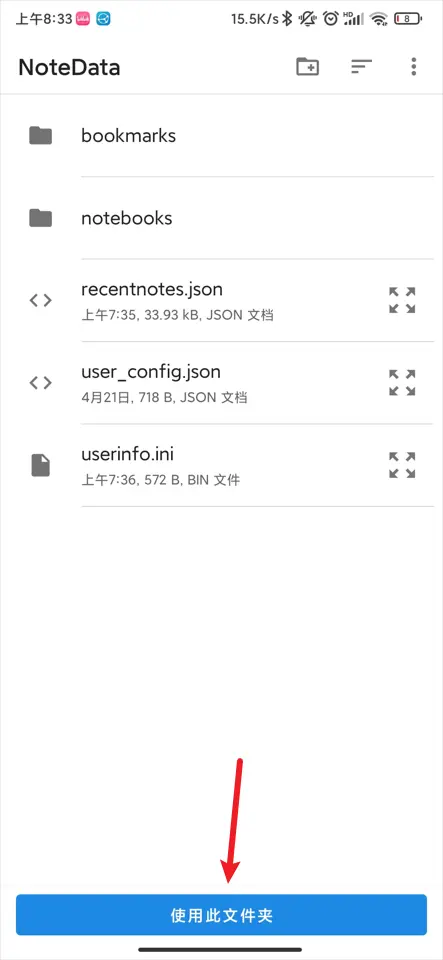 上午8:33 15.5K/s HD 8
NoteData
bookmarks
notebooks
recentnotes.json
上午7:35, 33.93 kB, JSON 文档
user_config.json
4月21日, 718 B, JSON 文档
userinfo.ini
上午7:36, 572 B, BIN 文件
使用此文件夹